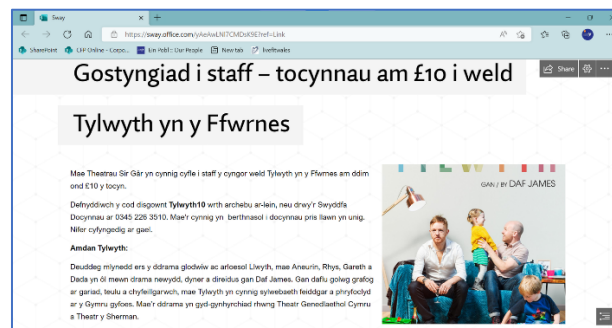 Sway
https://sway.office.com/yAeAwLNI7CMDsK9E?ref=Link
SharePoint
LFP Online - Corpo...
Un Pobl : Our People
New tab
livefitwales
Gostyngiad i staff – tocynnau am £10 i weld
Share
Tylwyth yn y Ffwrnes
Mae Theatrau Sir Gâr yn cynnig cyfle i staff y cyngor weld Tylwyth yn y Ffwrnes am ddim
ond £10 y tocyn.
Defnyddiwch y cod disgownt Tylwyth10 wrth archebu ar-lein, neu drwy'r Swyddfa
Docynnau ar 0345 226 3510. Mae'r cynnig yn berthnasol i docynnau pris llawn yn unig.
Nifer cyfyngedig ar gael.
Amdan Tylwyth:
Deuddeg mlynedd ers y ddrama glodwiw ac arloesol Llwyth, mae Aneurin, Rhys, Gareth a
Dada yn ôl mewn drama newydd, dyner a direidus gan Daf James. Gan daflu golwg grafog
ar gariad, teulu a chyfeillgarwch, mae Tylwyth yn cynnig sylwebaeth feiddgar a phryfoclyd
ar y Gymru gyfoes. Mae'r ddrama yn gyd-gynhyrchiad rhwng Theatr Genedlaethol Cymru
a Theatr y Sherman.
GAN / BY DAF JAMES